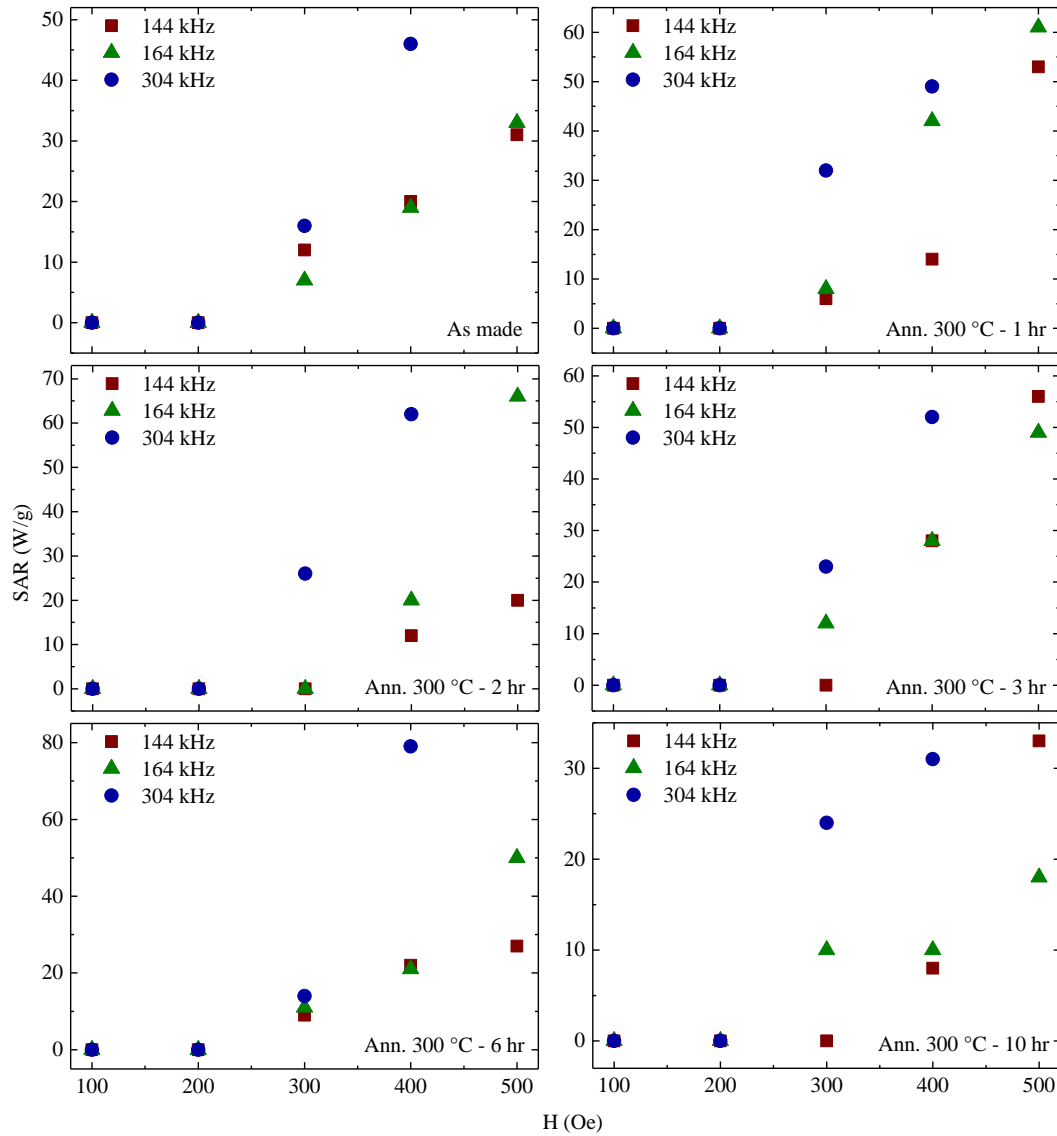 50
40
30
20
10
0
144 kHz
164 kHz
304 kHz
As made
60
50
40
30
20
10
0
144 kHz
164 kHz
304 kHz
Ann. 300 °C - 1 hr
70
60
50
40
30
20
10
0
144 kHz
164 kHz
304 kHz
Ann. 300 °C - 2 hr
60
50
40
30
20
10
0
144 kHz
164 kHz
304 kHz
Ann. 300 °C - 3 hr
SAR (W/g)
80
60
40
20
0
144 kHz
164 kHz
304 kHz
Ann. 300 °C - 6 hr
100 200 300 400 500
30
20
10
0
144 kHz
164 kHz
304 kHz
Ann. 300 °C - 10 hr
100 200 300 400 500
H (Oe)